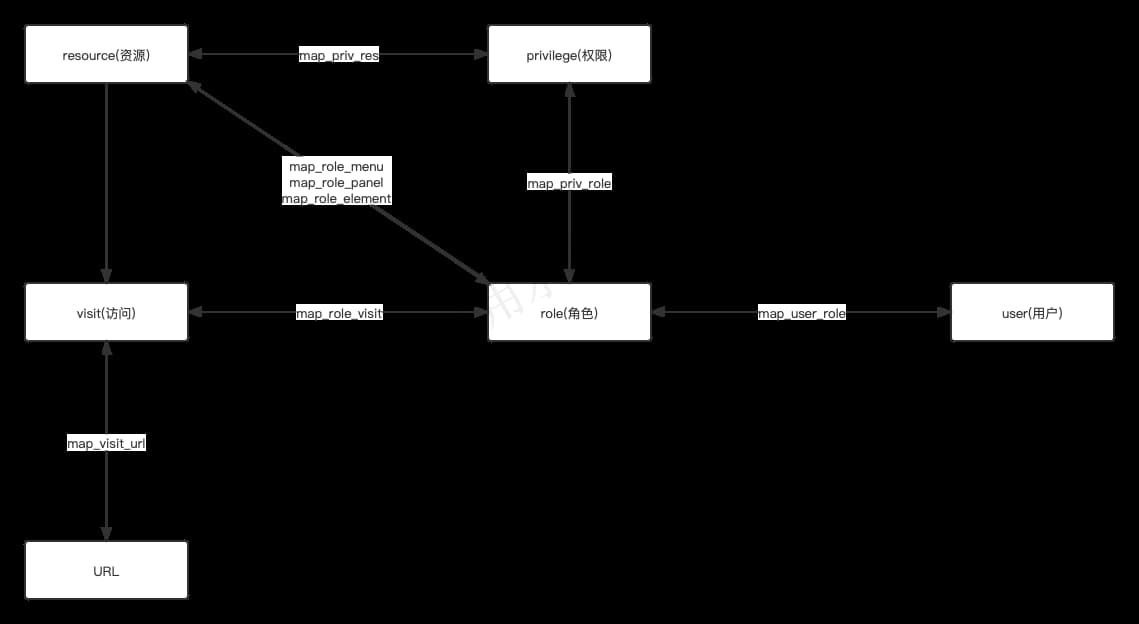 resource(资源)
map_priv_res
privilege(权限)
map_role_menu
map_role_panel
map_role_element
map_priv_role
visit(访问)
map_role_visit
role(角色)
map_user_role
user(用户)
map_visit_url
URL